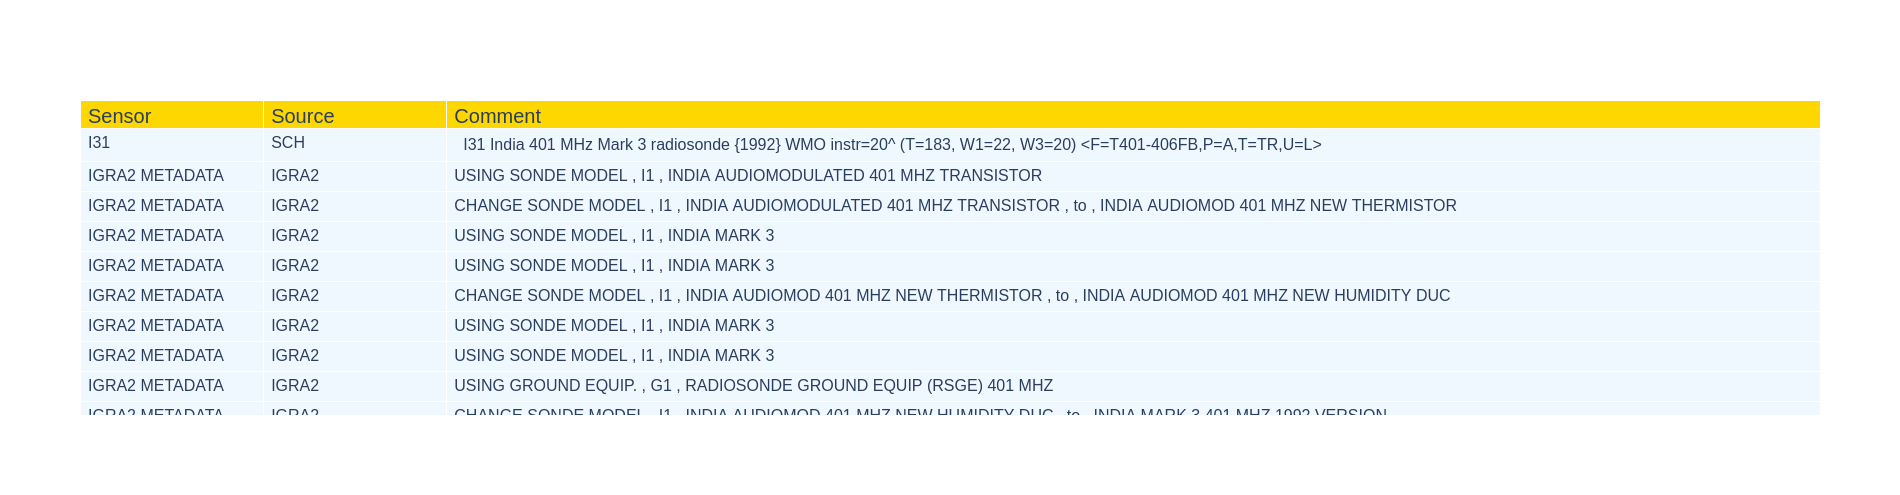 Sensor Source Comment
I31 SCH I31 India 401 MHz Mark 3 radiosonde {1992} WMO instr=20^ (T=183, W1=22, W3=20) <F=T401-406FB,P=A,T=TR,U=L>
IGRA2 METADATA IGRA2 USING SONDE MODEL , I1 , INDIA AUDIOMODULATED 401 MHZ TRANSISTOR
IGRA2 METADATA IGRA2 CHANGE SONDE MODEL , I1 , INDIA AUDIOMODULATED 401 MHZ TRANSISTOR , to , INDIA AUDIOMOD 401 MHZ NEW THERMISTOR
IGRA2 METADATA IGRA2 USING SONDE MODEL , I1 , INDIA MARK 3
IGRA2 METADATA IGRA2 USING SONDE MODEL , I1 , INDIA MARK 3
IGRA2 METADATA IGRA2 CHANGE SONDE MODEL , I1 , INDIA AUDIOMOD 401 MHZ NEW THERMISTOR , to , INDIA AUDIOMOD 401 MHZ NEW HUMIDITY DUC
IGRA2 METADATA IGRA2 USING SONDE MODEL , I1 , INDIA MARK 3
IGRA2 METADATA IGRA2 USING SONDE MODEL , I1 , INDIA MARK 3
IGRA2 METADATA IGRA2 USING GROUND EQUIP. , G1 , RADIOSONDE GROUND EQUIP (RSGE) 401 MHZ
IGRA2 METADATA IGRA2 CHANGE SONDE MODEL , I1 , INDIA AUDIOMOD 401 MHZ NEW HUMIDITY DUC , to , INDIA MARK 3 401 MHZ 1992 VERSION